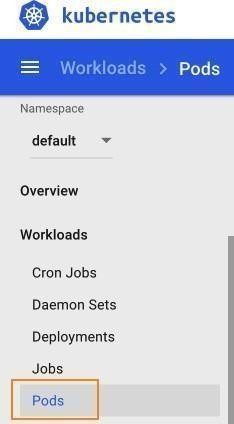 kubernetes
Workloads > Pods
Namespace
default
Overview
Workloads
Cron Jobs
Daemon Sets
Deployments
Jobs
Pods